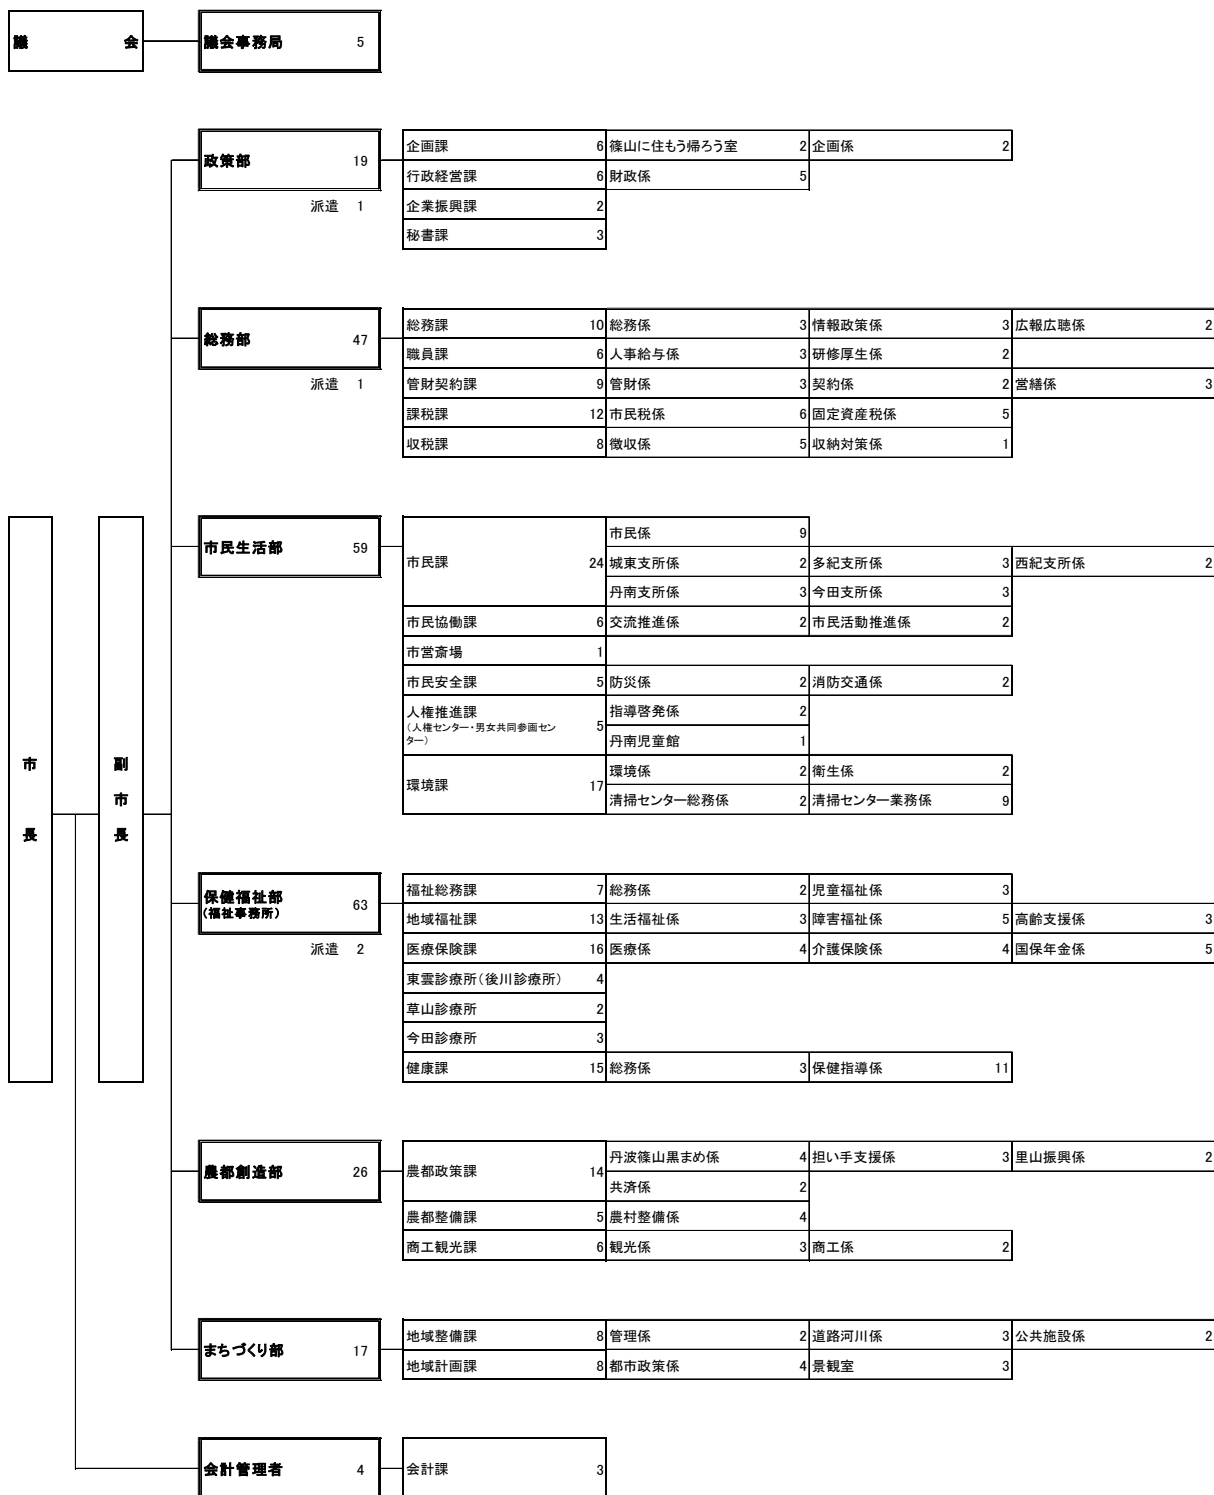 議会 議会事務局 5
政策部 19
派遣 1
企画課 6 篠山に住もう帰ろう室 2 企画係 2
行政経営課 6 財政係 5
企業振興課 2
秘書課 3
総務部 47
派遣 1
総務課 10 総務係 3 情報政策係 3 広報広聴係 2
職員課 6 人事給与係 3 研修厚生係 2
管財契約課 9 管財係 3 契約係 2 営繕係 3
課税課 12 市民税係 6 固定資産税係 5
収税課 8 徴収係 5 収納対策係 1
市長
副市長
市民生活部 59
市民課 24
市民係 9
城東支所係 2 多紀支所係 3 西紀支所係 2
丹南支所係 3 今田支所係 3
市民協働課 6 交流推進係 2 市民活動推進係 2
市営斎場 1
市民安全課 5 防災係 2 消防交通係 2
人権推進課 5
(人権センター・男女共同参画セン
ター)
指導啓発係 2
丹南児童館 1
環境課 17
環境係 2 衛生係 2
清掃センター総務係 2 清掃センター業務係 9
保健福祉部 63
(福祉事務所)
派遣 2
福祉総務課 7 総務係 2 児童福祉係 3
地域福祉課 13 生活福祉係 3 障害福祉係 5 高齢支援係 3
医療保険課 16 医療係 4 介護保険係 4 国保年金係 5
東雲診療所(後川診療所) 4
草山診療所 2
今田診療所 3
健康課 15 総務係 3 保健指導係 11
農都創造部 26
農都政策課 14
丹波篠山黒まめ係 4 担い手支援係 3 里山振興係 2
共済係 2
農都整備課 5 農村整備係 4
商工観光課 6 観光係 3 商工係 2
まちづくり部 17
地域整備課 8 管理係 2 道路河川係 3 公共施設係 2
地域計画課 8 都市政策係 4 景観室 3
会計管理者 4 会計課 3